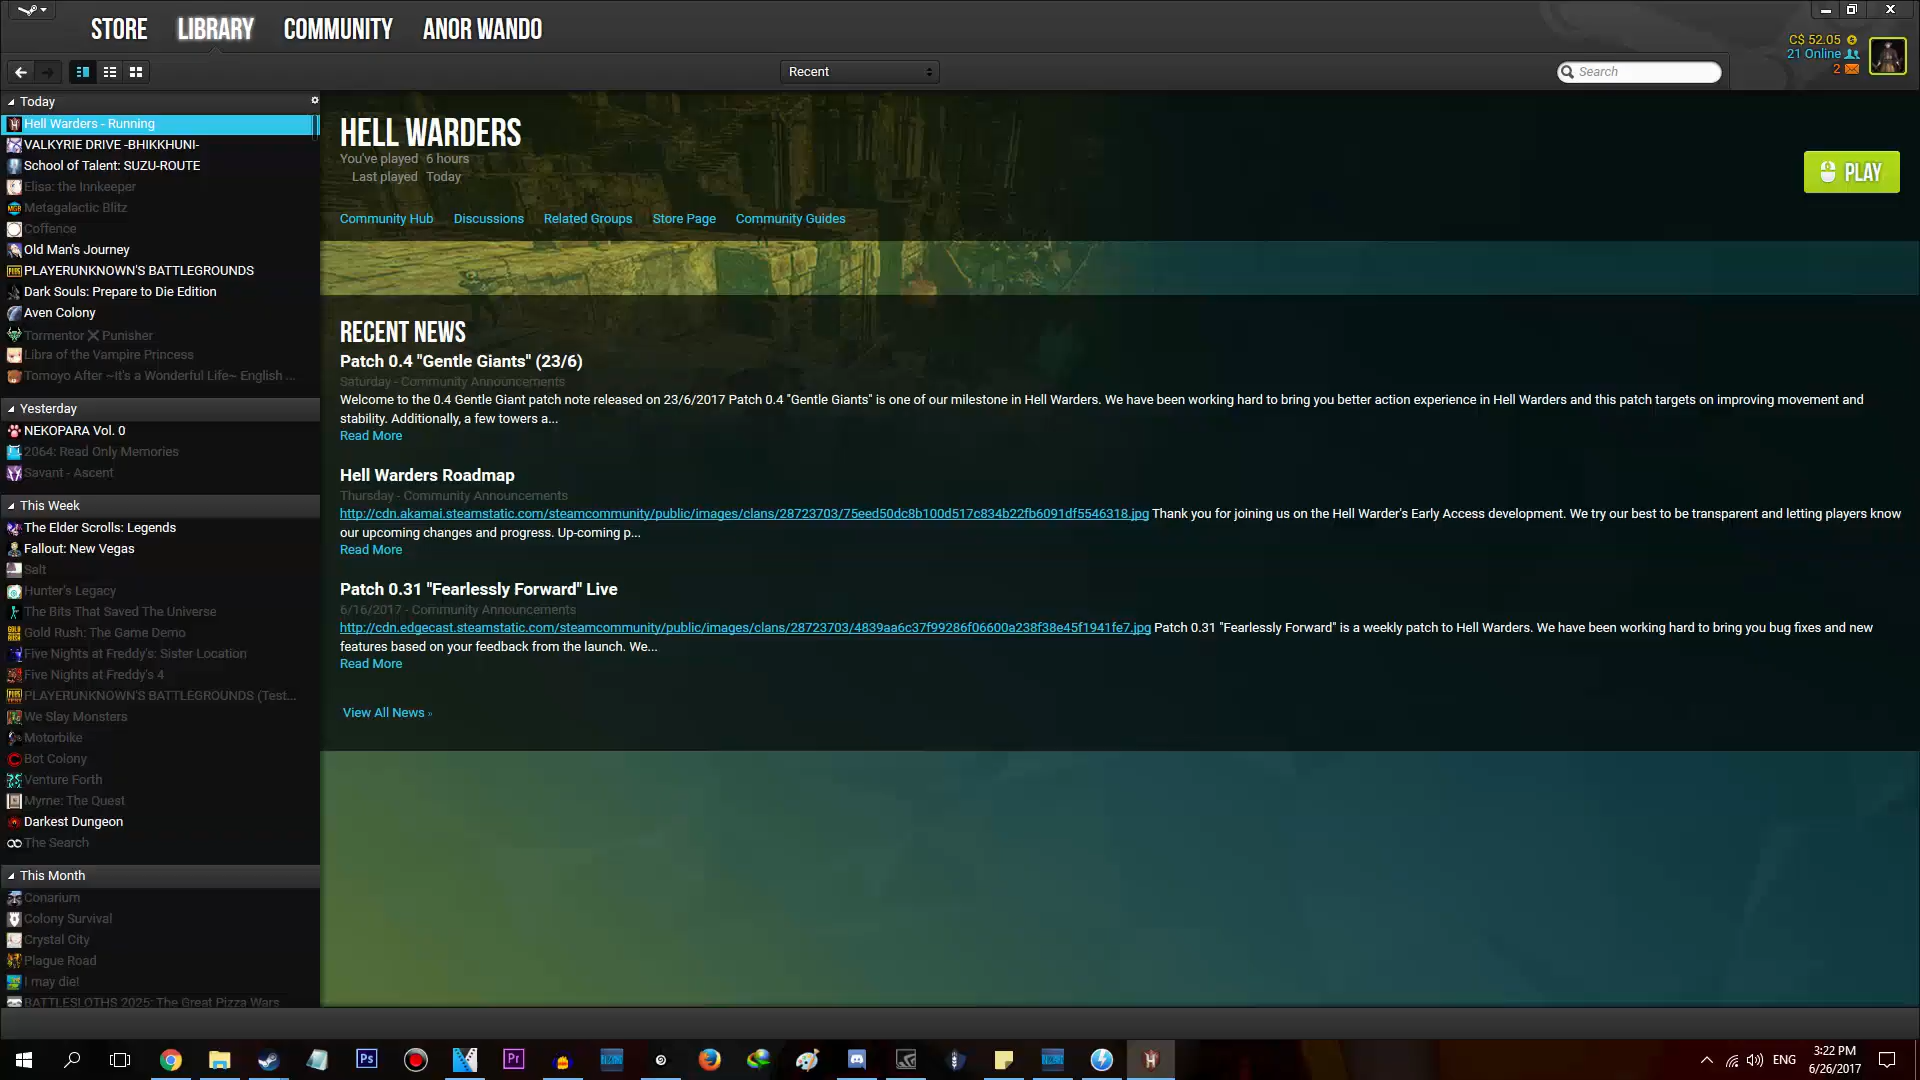 STORE LIBRARY COMMUNITY ANOR WANDO
C$ 52.05
21 Online
2
Recent
Search
Today
Hell Warders - Running
VALKYRIE DRIVE -BHIKKHUNI-
School of Talent: SUZU-ROUTE
Elisa: the Innkeeper
Metagalactic Blitz
Coffence
Old Man's Journey
PLAYERUNKNOWN'S BATTLEGROUNDS
Dark Souls: Prepare to Die Edition
Aven Colony
Tormentor ❌ Punisher
Libra of the Vampire Princess
Tomoyo After ~It's a Wonderful Life~ English ...
Yesterday
NEKOPARA Vol. 0
2064: Read Only Memories
Savant - Ascent
This Week
The Elder Scrolls: Legends
Fallout: New Vegas
Salt
Hunter's Legacy
The Bits That Saved The Universe
Gold Rush: The Game Demo
Five Nights at Freddy's: Sister Location
Five Nights at Freddy's 4
PLAYERUNKNOWN'S BATTLEGROUNDS (Test...
We Slay Monsters
Motorbike
Bot Colony
Venture Forth
Myrne: The Quest
Darkest Dungeon
The Search
This Month
Conarium
Colony Survival
Crystal City
Plague Road
I may die!
BATTLESLOTHS 2025: The Great Pizza Wars
HELL WARDERS
You've played 6 hours
Last played Today
PLAY
Community Hub Discussions Related Groups Store Page Community Guides
RECENT NEWS
Patch 0.4 "Gentle Giants" (23/6)
Saturday - Community Announcements
Welcome to the 0.4 Gentle Giant patch note released on 23/6/2017 Patch 0.4 "Gentle Giants" is one of our milestone in Hell Warders. We have been working hard to bring you better action experience in Hell Warders and this patch targets on improving movement and
stability. Additionally, a few towers a...
Read More
Hell Warders Roadmap
Thursday - Community Announcements
http://cdn.akamai.steamstatic.com/steamcommunity/public/images/clans/28723703/75eed50dc8b100d517c834b22fb6091df5546318.jpg Thank you for joining us on the Hell Warder's Early Access development. We try our best to be transparent and letting players know
our upcoming changes and progress. Up-coming p...
Read More
Patch 0.31 "Fearlessly Forward" Live
6/16/2017 - Community Announcements
http://cdn.edgecast.steamstatic.com/steamcommunity/public/images/clans/28723703/4839aa6c37f99286f06600a238f38e45f1941fe7.jpg Patch 0.31 "Fearlessly Forward" is a weekly patch to Hell Warders. We have been working hard to bring you bug fixes and new
features based on your feedback from the launch. We...
Read More
View All News »
Ps
Pr
ENG
3:22 PM
6/26/2017